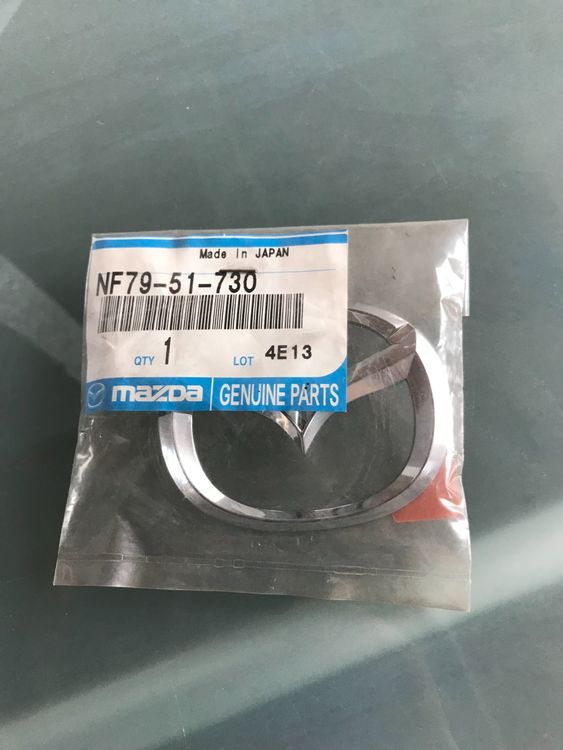 Made In JAPAN
NF79-51-730
QTY 1 LOT 4E13
mazda GENUINE PARTS